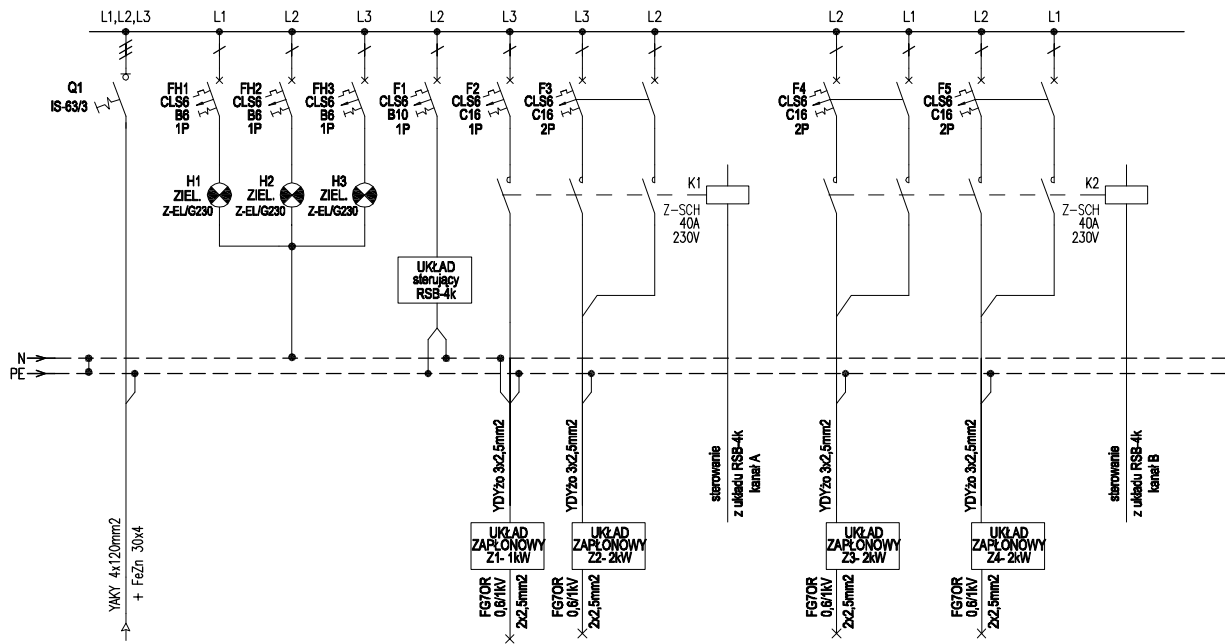 L1,L2,L3
L1
L2
L3
L2
L3
L3
L2
L2
L1
L2
L1
Q1
IS-63/3
FH1
CLS6
B6
1P
FH2
CLS6
B6
1P
FH3
CLS6
B6
1P
F1
CLS6
B10
1P
F2
CLS6
C16
1P
F3
CLS6
C16
2P
F4
CLS6
C16
2P
F5
CLS6
C16
2P
H1
ZIEL.
Z-EL/G230
H2
ZIEL.
Z-EL/G230
H3
ZIEL.
Z-EL/G230
K1
Z-SCH
40A
230V
K2
Z-SCH
40A
230V
UKŁAD
sterujący
RSB-4k
N
PE
YDYżo 3x2,5mm2
YDYżo 3x2,5mm2
sterowanie
z układu RSB-4k
kanał A
YDYżo 3x2,5mm2
YDYżo 3x2,5mm2
sterowanie
z układu RSB-4k
kanał B
YAKY 4x120mm2
+ FeZn 30x4
UKŁAD
ZAPŁONOWY
Z1- 1kW
UKŁAD
ZAPŁONOWY
Z2- 2kW
UKŁAD
ZAPŁONOWY
Z3- 2kW
UKŁAD
ZAPŁONOWY
Z4- 2kW
FG7OR
0,6/1kV
2x2,5mm2
FG7OR
0,6/1kV
2x2,5mm2
FG7OR
0,6/1kV
2x2,5mm2
FG7OR
0,6/1kV
2x2,5mm2